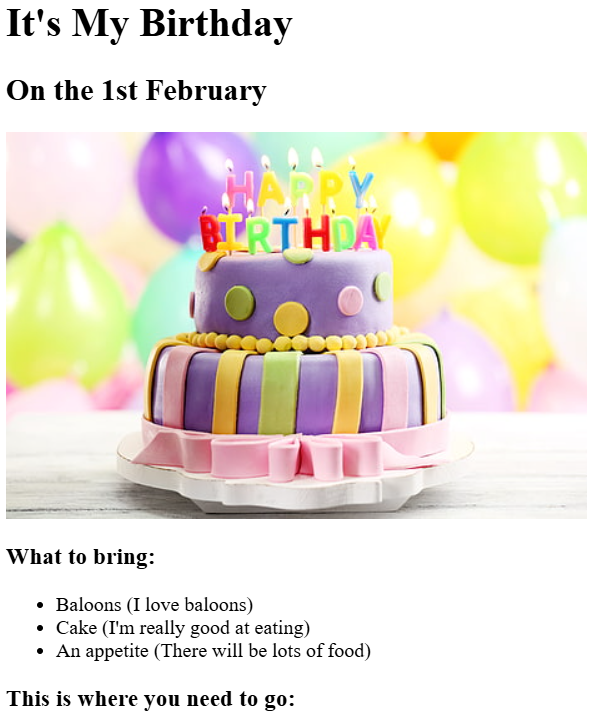 It's My Birthday
On the 1st February
HAPPY
BIRTHDAY
What to bring:
Baloons (I love baloons)
Cake (I'm really good at eating)
An appetite (There will be lots of food)
This is where you need to go: